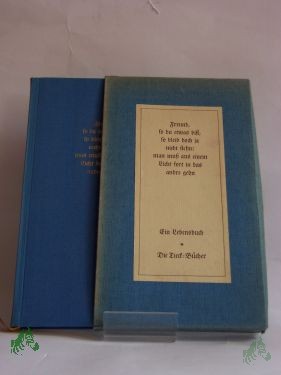 Freund,
so du etwas bist,
so bleib doch ja
nicht stehn:
man muß aus einem
Licht fort in das
andre gehn
Ein Lebensbuch
*
Die Tieck-Bücher